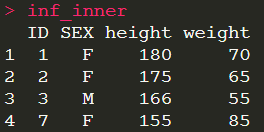 > inf_inner
ID SEX height weight
1 1 F 180 70
2 2 F 175 65
3 3 M 166 55
4 7 F 155 85